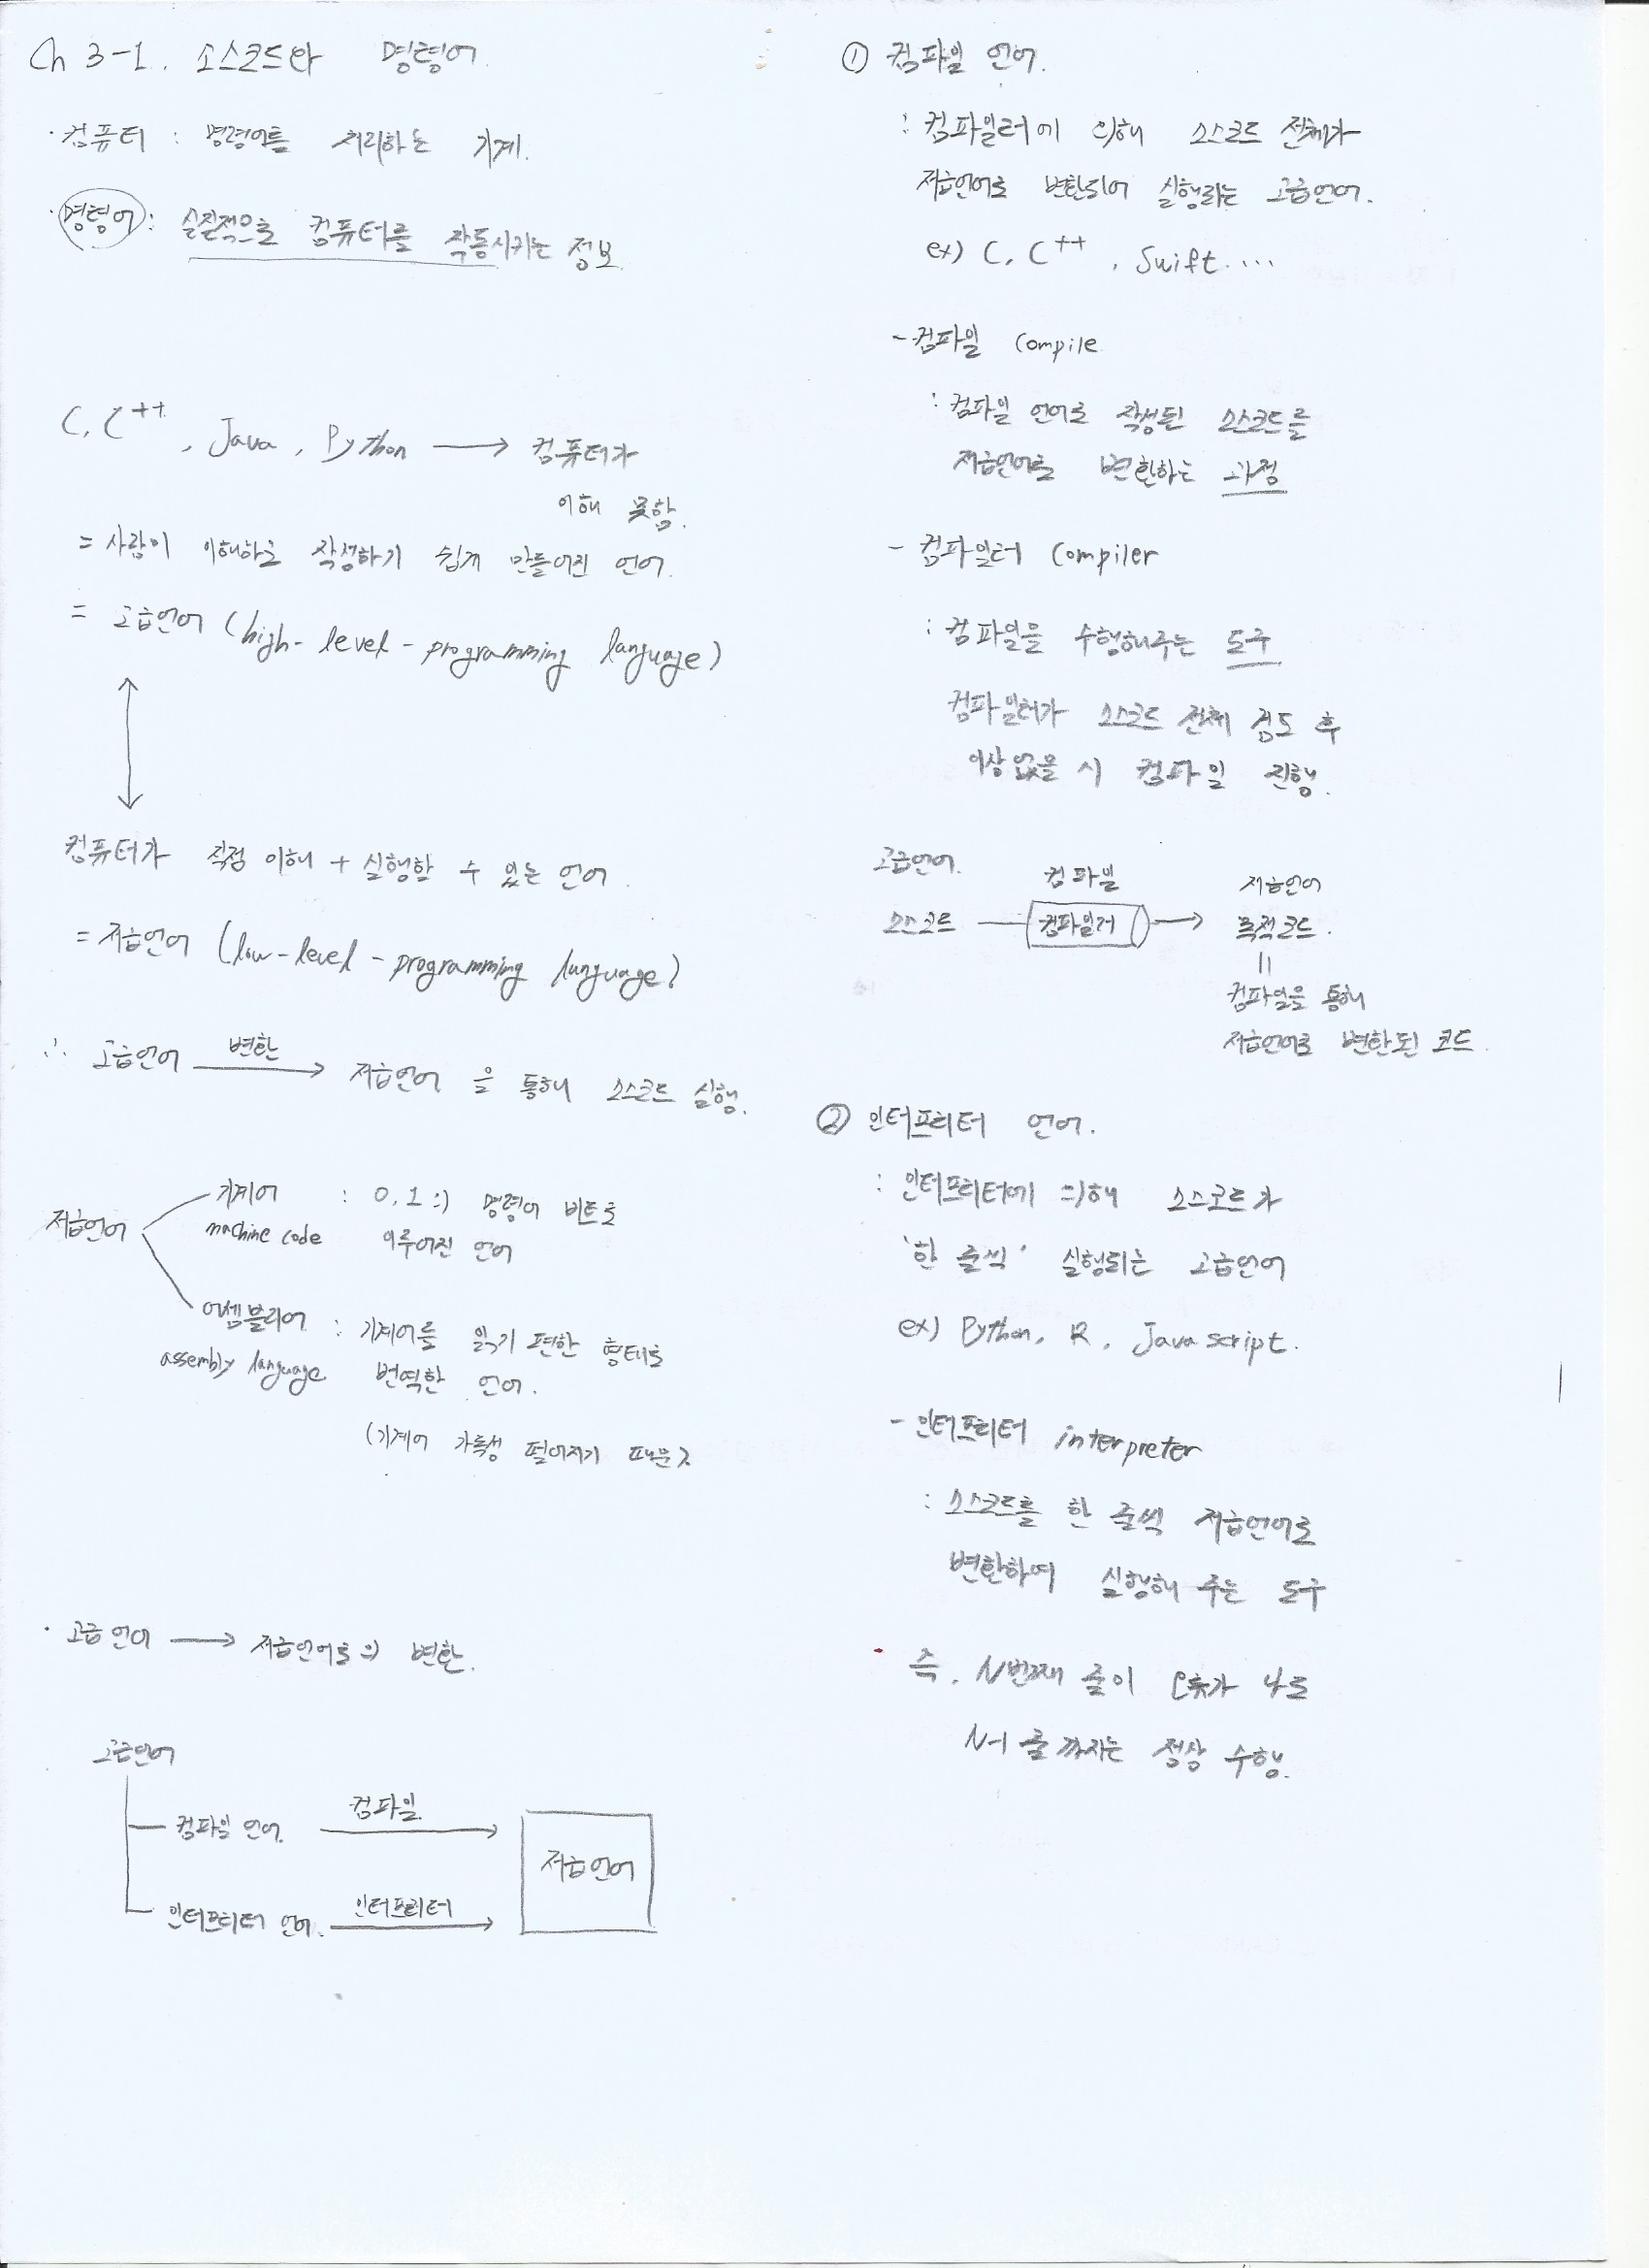 Ch 3-1. 소스코드와 명령어.
· 컴퓨터 : 명령어를 처리하는 기계.
· 명령어 : 실질적으로 컴퓨터를 작동시키는 정보
C, C++, Java, Python → 컴퓨터가
이해 못함.
= 사람이 이해하고 작성하기 쉽게 만들어진 언어.
= 고급언어 (high-level-programming language)
컴퓨터가 직접 이해 + 실행할 수 있는 언어.
= 저급언어 (low-level-programming language)
∴ 고급언어 변환 → 저급언어 을 통해 소스코드 실행.
저급언어
기계어 : 0, 1의 명령어 비트로
machine code 이루어진 언어
어셈블리어 : 기계어를 읽기 편한 형태로
assembly language 번역한 언어.
(기계어 가독성 떨어지기 때문)
· 고급언어 → 저급언어로의 변환.
고급언어
컴파일 언어. 컴파일 →
저급언어
인터프리터 언어. 인터프리터 →
① 컴파일 언어.
: 컴파일러에 의해 소스코드 전체가
저급언어로 변환되어 실행되는 고급언어.
ex) C, C++, Swift....
- 컴파일 compile
: 컴파일 언어로 작성된 소스코드를
저급언어로 변환하는 과정
- 컴파일러 compiler
: 컴파일을 수행해주는 도구
컴파일러가 소스코드 전체 검토 후
이상 없을 시 컴파일 진행.
고급언어. 컴파일 저급언어
소스코드 — 컴파일러 → 목적코드.
||
컴파일을 통해
저급언어로 변환된 코드.
② 인터프리터 언어.
: 인터프리터에 의해 소스코드가
'한 줄씩' 실행되는 고급언어
ex) Python, R, Javascript.
- 인터프리터 interpreter
: 소스코드를 한 줄씩 저급언어로
변환하여 실행해 주는 도구
즉, N번째 줄이 오류가 나도
N-1 줄까지는 정상 수행.